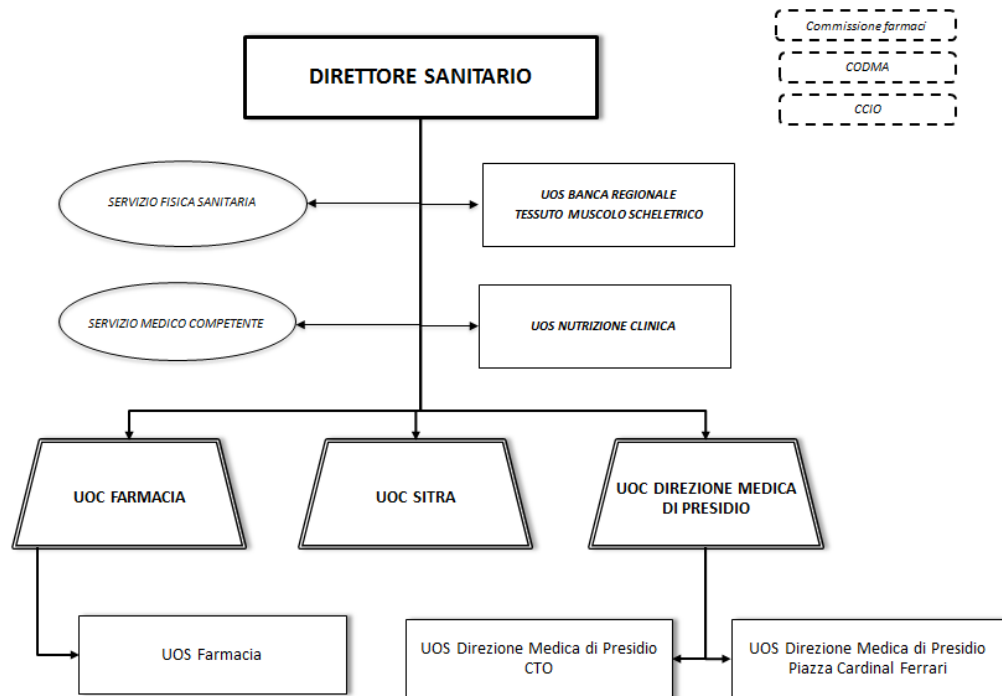 Commissione farmaci
DIRETTORE SANITARIO
CODMA
CCIO
SERVIZIO FISICA SANITARIA
UOS BANCA REGIONALE
TESSUTO MUSCOLO SCHELETRICO
SERVIZIO MEDICO COMPETENTE
UOS NUTRIZIONE CLINICA
UOC FARMACIA
UOC SITRA
UOC DIREZIONE MEDICA
DI PRESIDIO
UOS Farmacia
UOS Direzione Medica di Presidio
CTO
UOS Direzione Medica di Presidio
Piazza Cardinal Ferrari